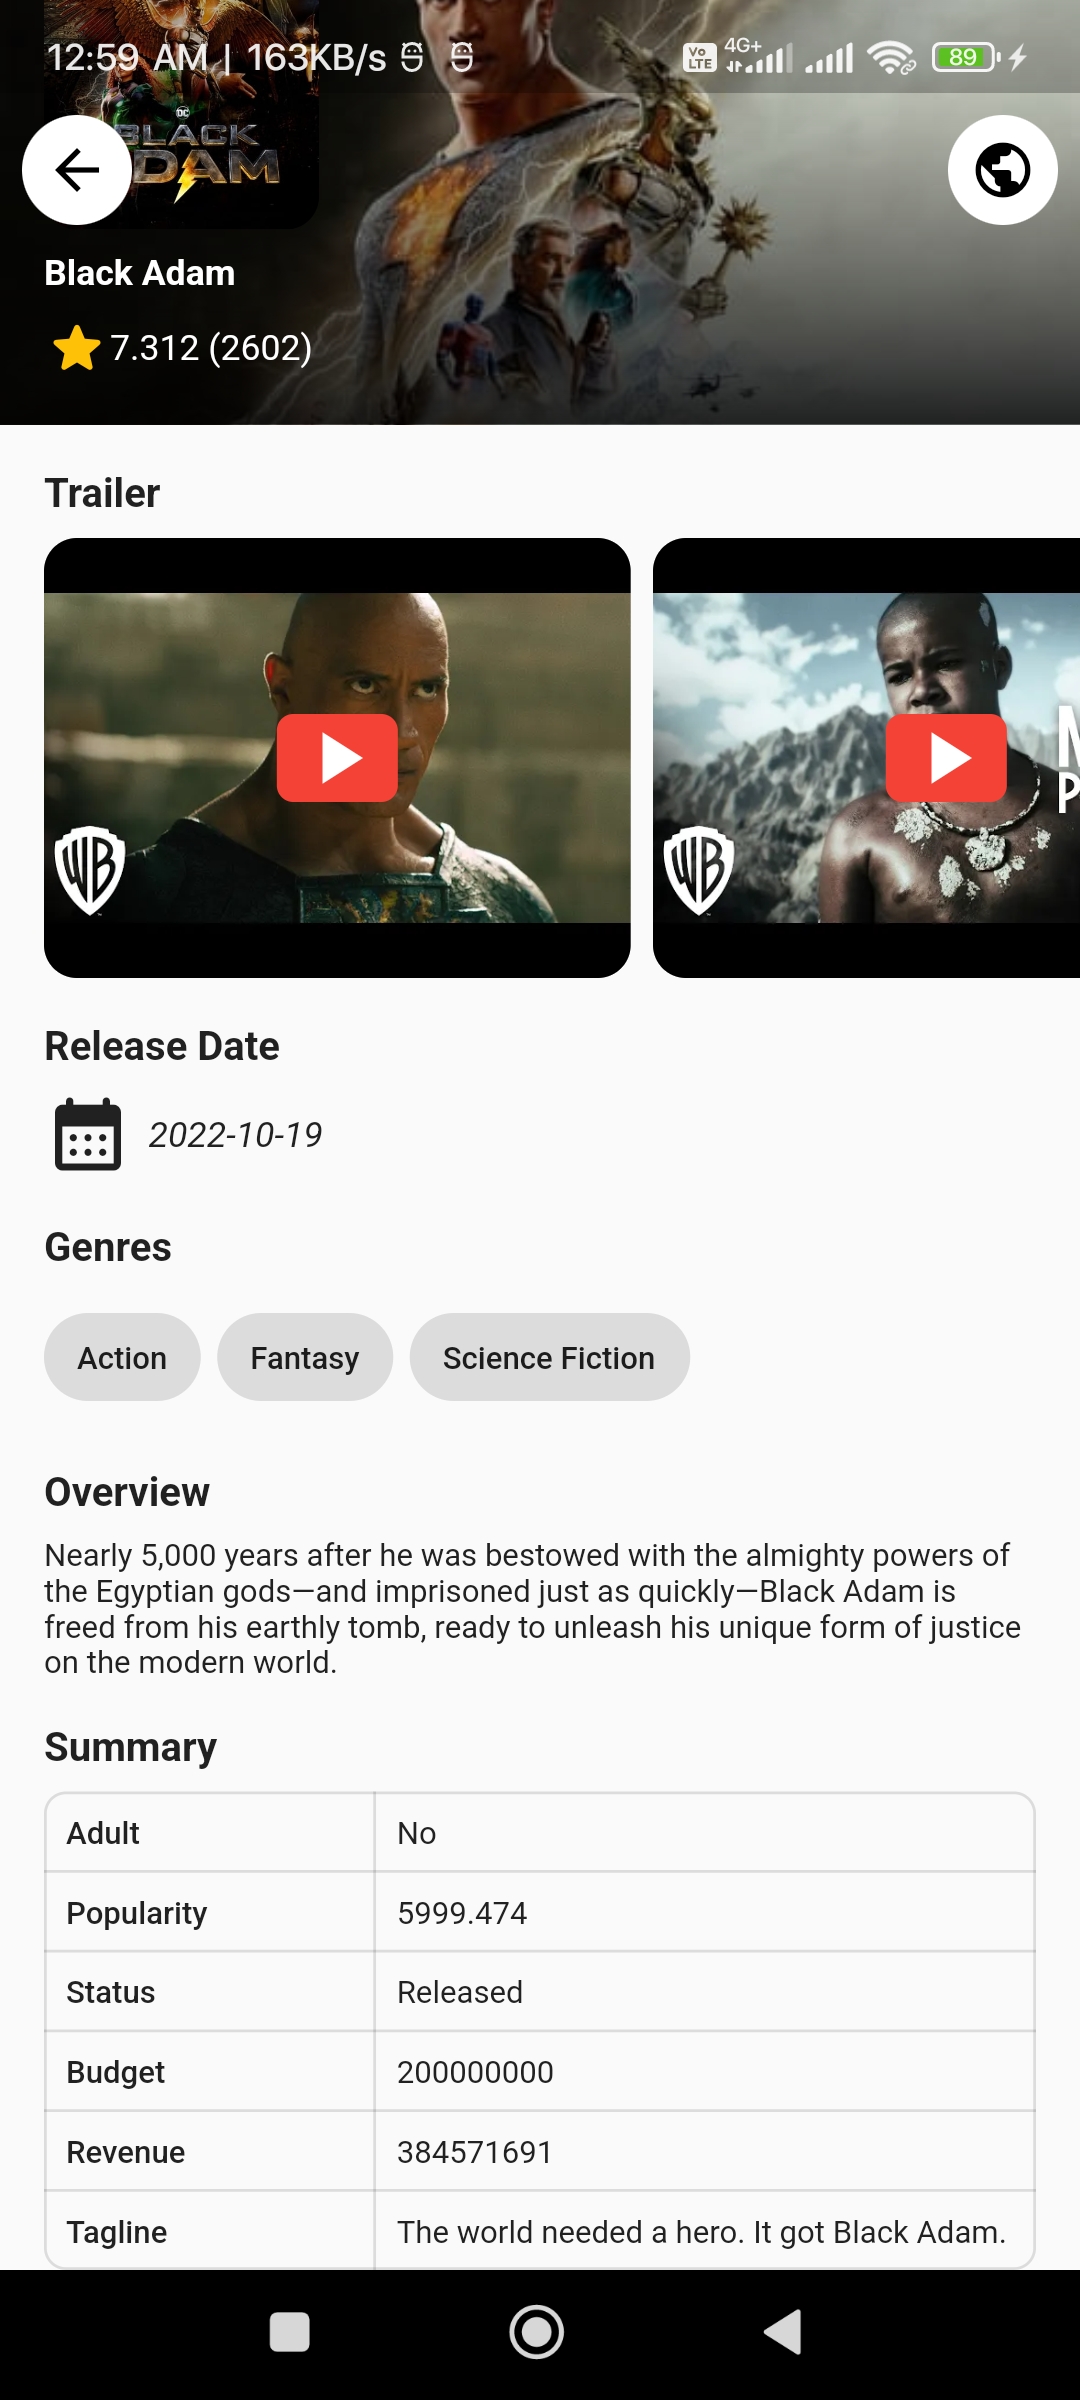 12:59 AM | 163KB/s
Vo
LTE
4G+
89
DC
BLACK
ADAM
Black Adam
7.312 (2602)
Trailer
WB
WB
M
P
Release Date
2022-10-19
Genres
Action
Fantasy
Science Fiction
Overview
Nearly 5,000 years after he was bestowed with the almighty powers of
the Egyptian gods—and imprisoned just as quickly—Black Adam is
freed from his earthly tomb, ready to unleash his unique form of justice
on the modern world.
Summary
Adult No
Popularity 5999.474
Status Released
Budget 200000000
Revenue 384571691
Tagline The world needed a hero. It got Black Adam.